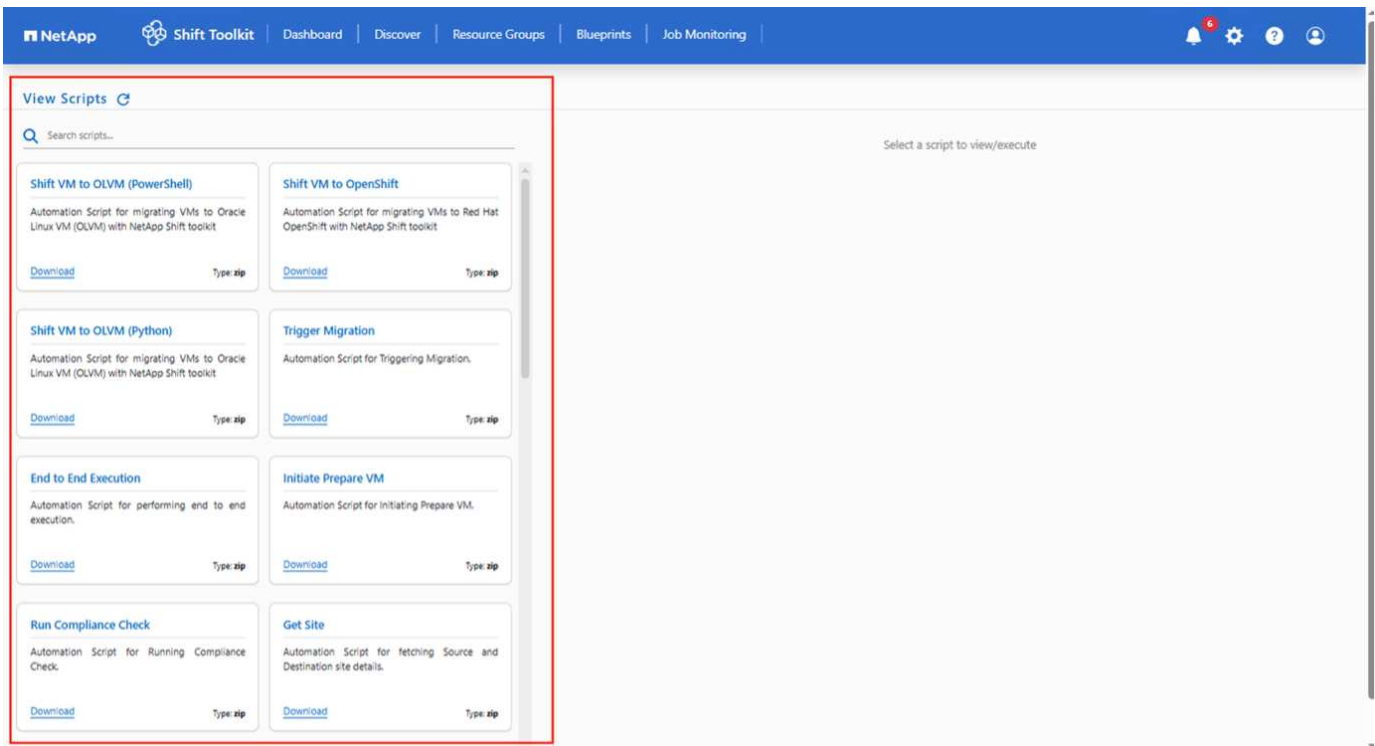 NetApp
Shift Toolkit
Dashboard
Discover
Resource Groups
Blueprints
Job Monitoring
6
?
View Scripts
Search scripts...
Select a script to view/execute
Shift VM to OLVM (PowerShell)
Automation Script for migrating VMs to Oracle
Linux VM (OLVM) with NetApp Shift toolkit
Download
Type: zip
Shift VM to OpenShift
Automation Script for migrating VMs to Red Hat
OpenShift with NetApp Shift toolkit
Download
Type: zip
Shift VM to OLVM (Python)
Automation Script for migrating VMs to Oracle
Linux VM (OLVM) with NetApp Shift toolkit
Download
Type: zip
Trigger Migration
Automation Script for Triggering Migration.
Download
Type: zip
End to End Execution
Automation Script for performing end to end
execution.
Download
Type: zip
Initiate Prepare VM
Automation Script for Initiating Prepare VM.
Download
Type: zip
Run Compliance Check
Automation Script for Running Compliance
Check.
Download
Type: zip
Get Site
Automation Script for fetching Source and
Destination site details.
Download
Type: zip